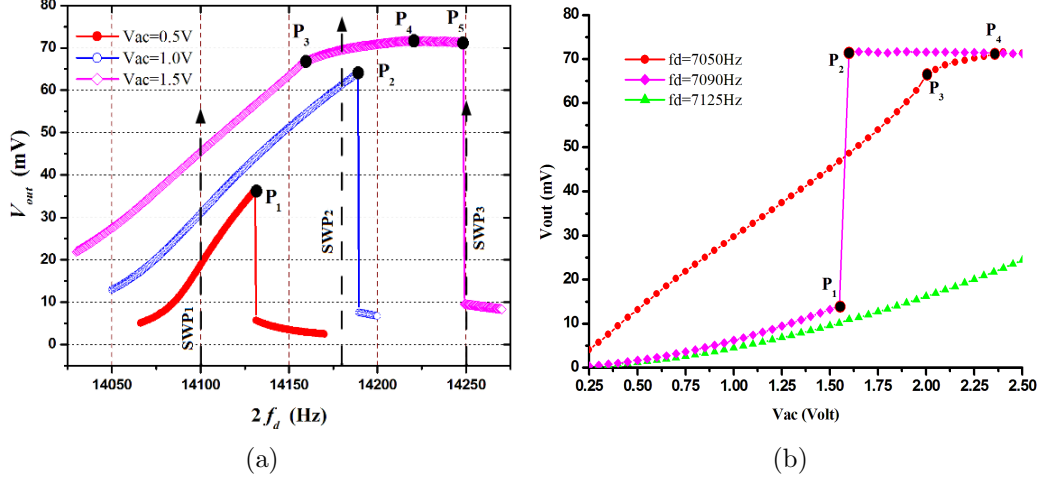 80
70
60
50
40
30
20
10
0
V_out (mV)
Vac=0.5V
Vac=1.0V
Vac=1.5V
P1
P2
P3
P4
P5
SWP1
SWP2
SWP3
14050 14100 14150 14200 14250
2 f_d (Hz)
(a)
80
70
60
50
40
30
20
10
0
Vout (mV)
fd=7050Hz
fd=7090Hz
fd=7125Hz
P2
P4
P3
P1
0.25 0.50 0.75 1.00 1.25 1.50 1.75 2.00 2.25 2.50
Vac (Volt)
(b)